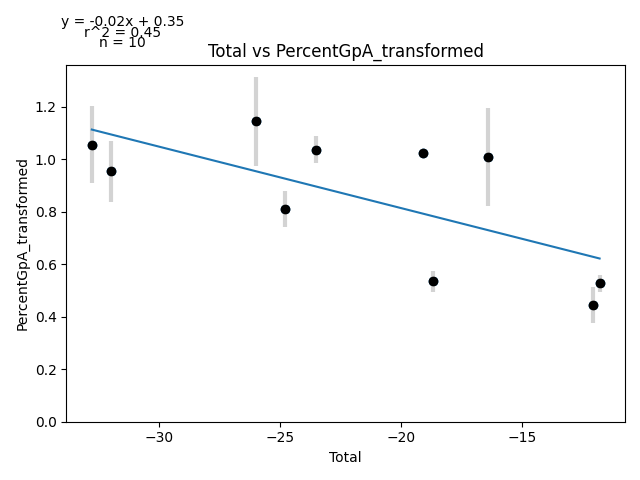 y = -0.02x + 0.35
r^2 = 0.45
n = 10
Total vs PercentGpA_transformed
PercentGpA_transformed
1.2
1.0
0.8
0.6
0.4
0.2
0.0
−30
−25
−20
−15
Total